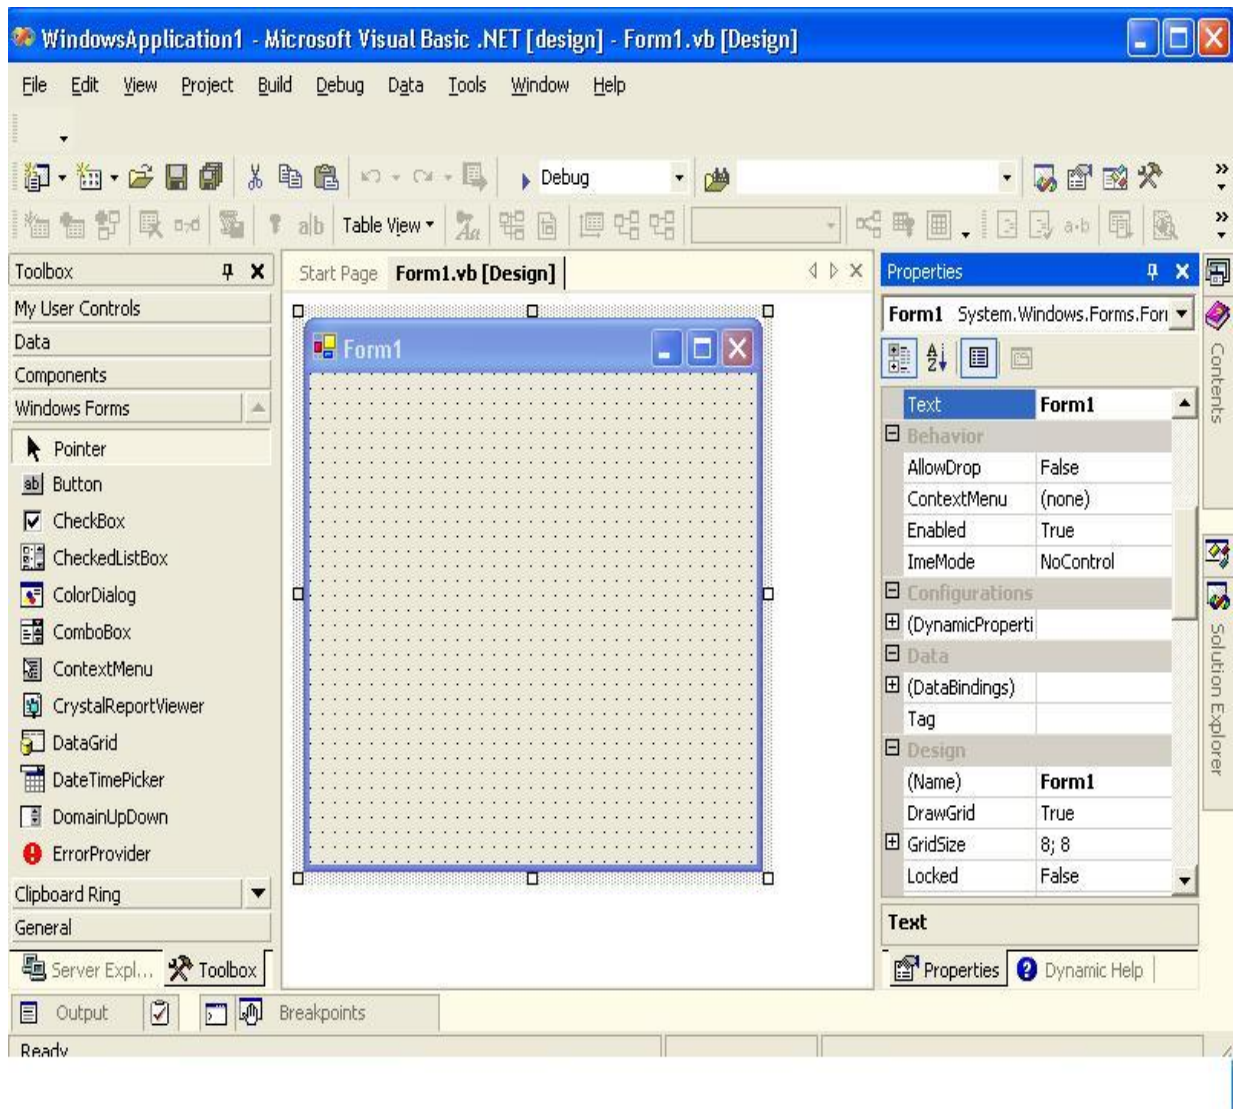 WindowsApplication1 - Microsoft Visual Basic .NET [design] - Form1.vb [Design]
File Edit View Project Build Debug Data Tools Window Help
Debug
Table View
Toolbox
My User Controls
Data
Components
Windows Forms
Pointer
Button
CheckBox
CheckedListBox
ColorDialog
ComboBox
ContextMenu
CrystalReportViewer
DataGrid
DateTimePicker
DomainUpDown
ErrorProvider
Clipboard Ring
General
Server Expl... Toolbox
Start Page Form1.vb [Design]
Form1
Properties
Form1 System.Windows.Forms.Form
Text Form1
Behavior
AllowDrop False
ContextMenu (none)
Enabled True
ImeMode NoControl
Configurations
(DynamicProperti
Data
(DataBindings)
Tag
Design
(Name) Form1
DrawGrid True
GridSize 8; 8
Locked False
Text
Properties Dynamic Help
Contents
Solution Explorer
Output Breakpoints
Ready